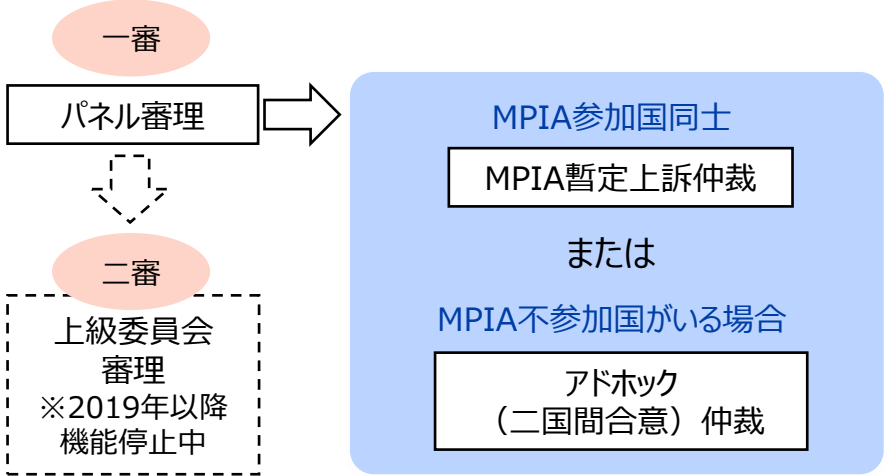 一審
パネル審理
二審
上級委員会
審理
※2019年以降
機能停止中
MPIA参加国同士
MPIA暫定上訴仲裁
または
MPIA不参加国がいる場合
アドホック
（二国間合意）仲裁